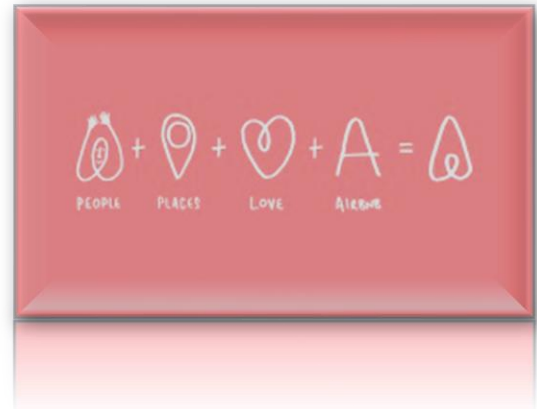 + + + A =
PEOPLE PLACES LOVE AIRBNB